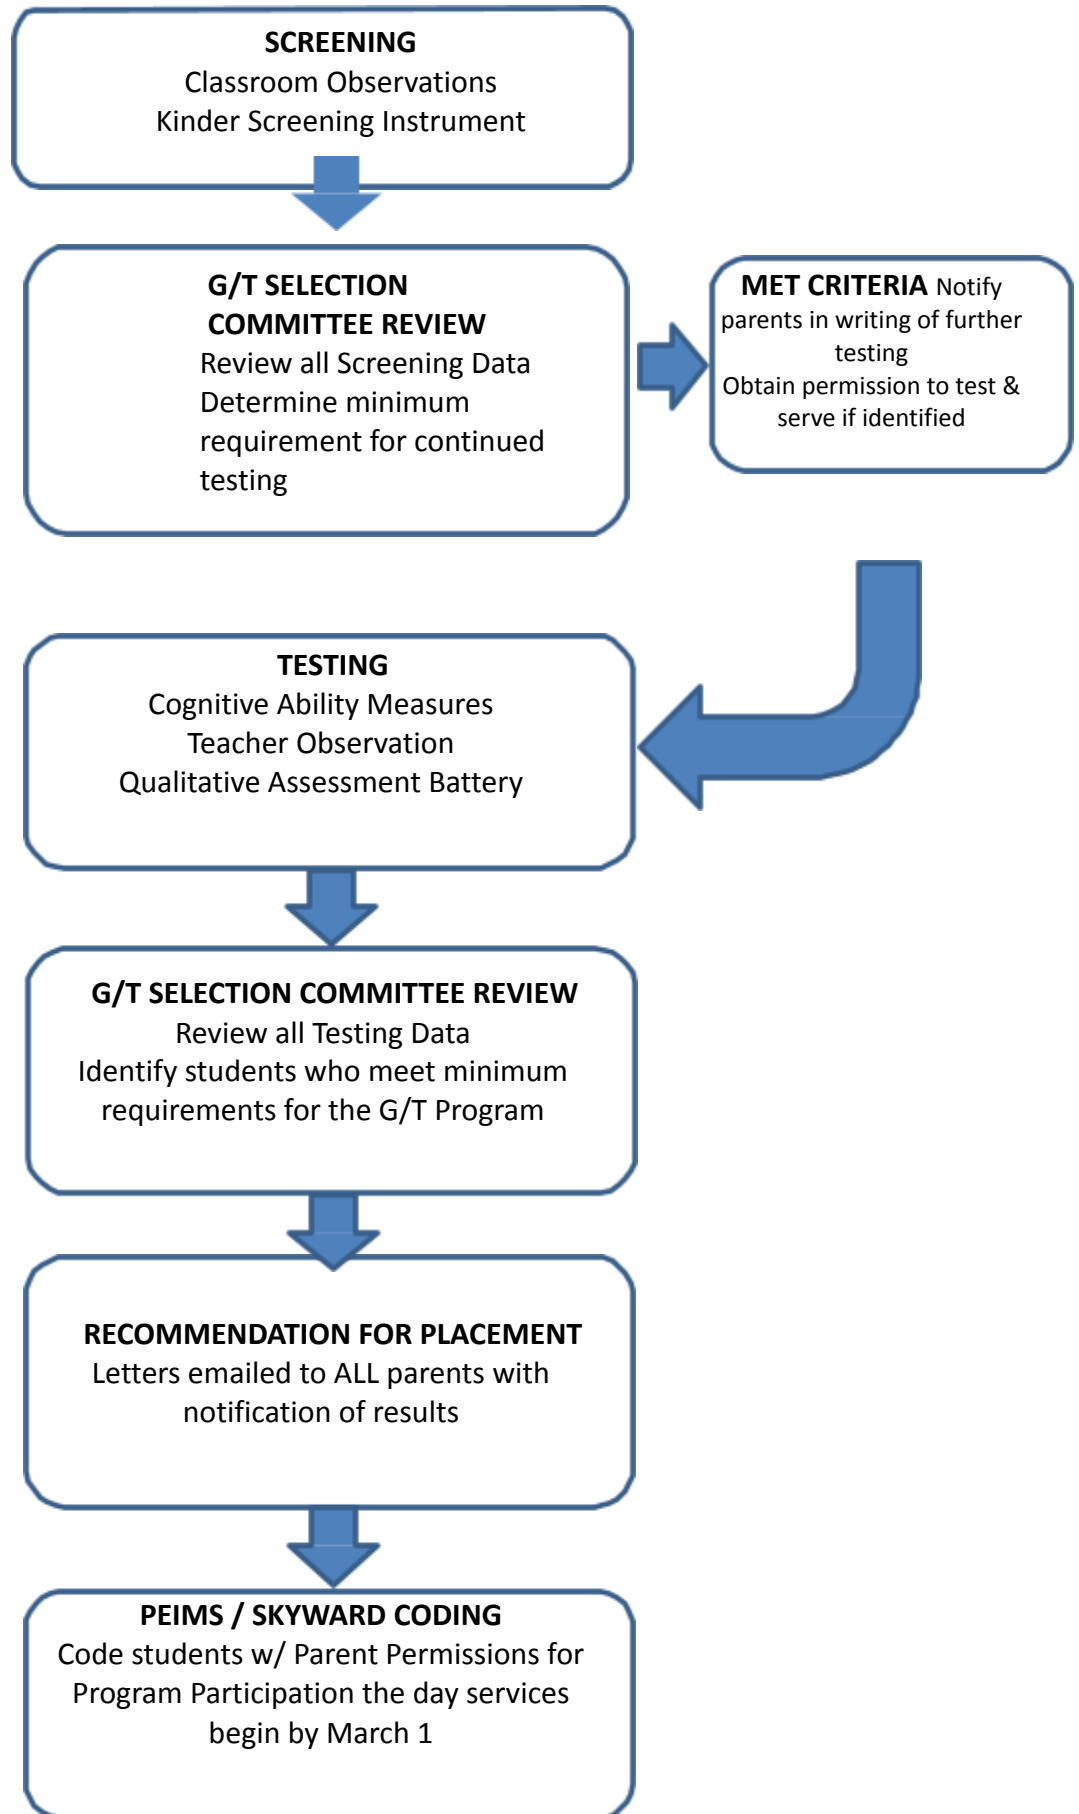 SCREENING
Classroom Observations
Kinder Screening Instrument
G/T SELECTION
COMMITTEE REVIEW
Review all Screening Data
Determine minimum
requirement for continued
testing
MET CRITERIA Notify
parents in writing of further
testing
Obtain permission to test &
serve if identified
TESTING
Cognitive Ability Measures
Teacher Observation
Qualitative Assessment Battery
G/T SELECTION COMMITTEE REVIEW
Review all Testing Data
Identify students who meet minimum
requirements for the G/T Program
RECOMMENDATION FOR PLACEMENT
Letters emailed to ALL parents with
notification of results
PEIMS / SKYWARD CODING
Code students w/ Parent Permissions for
Program Participation the day services
begin by March 1